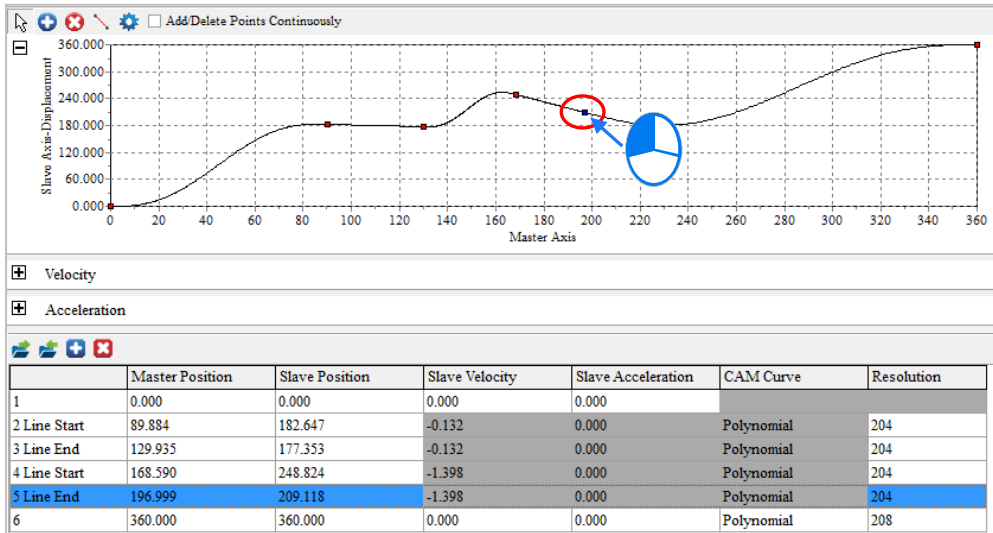 Add/Delete Points Continuously
360.000
300.000
240.000
180.000
120.000
60.000
0.000
Slave Axis-Displacement
0 20 40 60 80 100 120 140 160 180 200 220 240 260 280 300 320 340 360
Master Axis
Velocity
Acceleration
Master Position Slave Position Slave Velocity Slave Acceleration CAM Curve Resolution
1 0.000 0.000 0.000 0.000
2 Line Start 89.884 182.647 -0.132 0.000 Polynomial 204
3 Line End 129.935 177.353 -0.132 0.000 Polynomial 204
4 Line Start 168.590 248.824 -1.398 0.000 Polynomial 204
5 Line End 196.999 209.118 -1.398 0.000 Polynomial 204
6 360.000 360.000 0.000 0.000 Polynomial 208